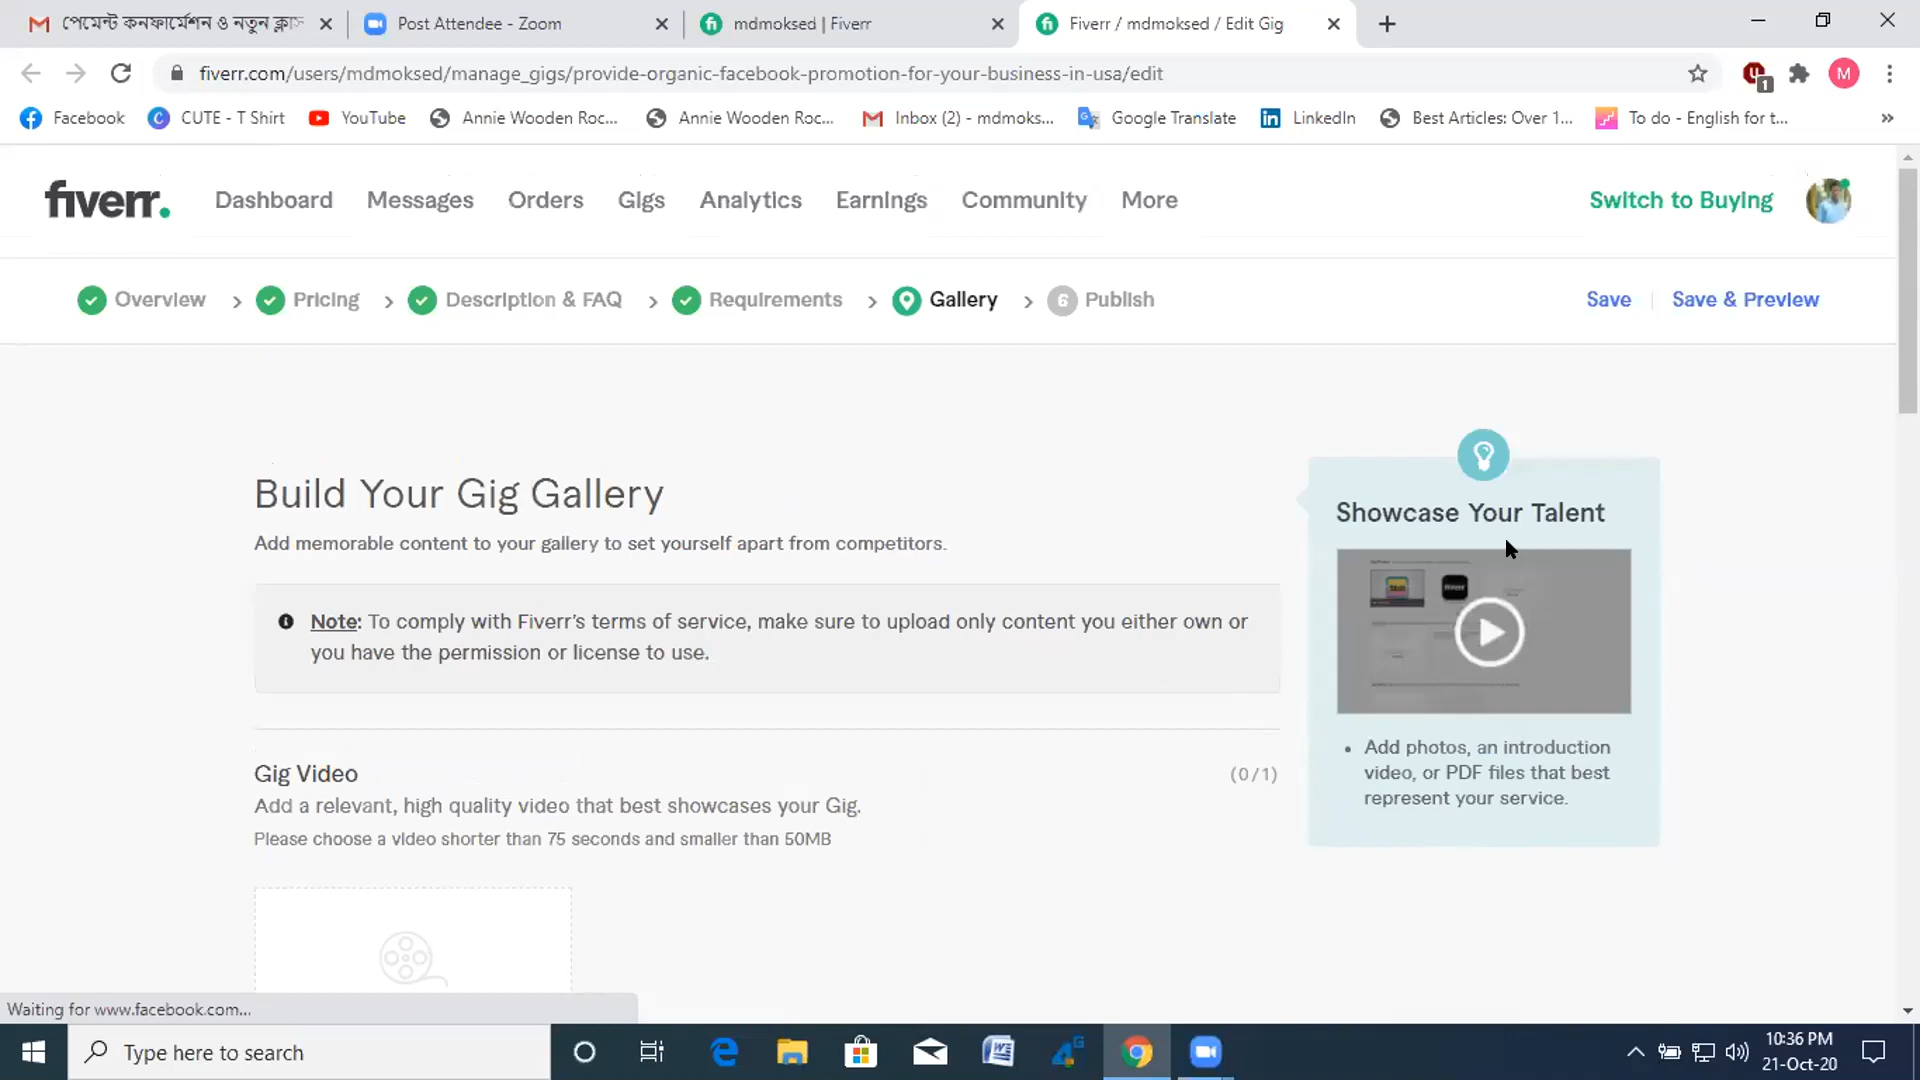 পেমেন্ট কনফার্মেশন ও নতুন ক্লাস
Post Attendee - Zoom
mdmoksed | Fiverr
Fiverr / mdmoksed / Edit Gig
fiverr.com/users/mdmoksed/manage_gigs/provide-organic-facebook-promotion-for-your-business-in-usa/edit
1
M
Facebook
CUTE - T Shirt
YouTube
Annie Wooden Roc...
Annie Wooden Roc...
Inbox (2) - mdmoks...
Google Translate
LinkedIn
Best Articles: Over 1...
To do - English for t...
fiverr.
Dashboard
Messages
Orders
Gigs
Analytics
Earnings
Community
More
Switch to Buying
Overview
Pricing
Description & FAQ
Requirements
Gallery
6 Publish
Save
Save & Preview
Build Your Gig Gallery
Add memorable content to your gallery to set yourself apart from competitors.
Note: To comply with Fiverr's terms of service, make sure to upload only content you either own or
you have the permission or license to use.
Showcase Your Talent
• Add photos, an introduction
video, or PDF files that best
represent your service.
Gig Video
(0/1)
Add a relevant, high quality video that best showcases your Gig.
Please choose a video shorter than 75 seconds and smaller than 50MB
Waiting for www.facebook.com...
Type here to search
10:36 PM
21-Oct-20